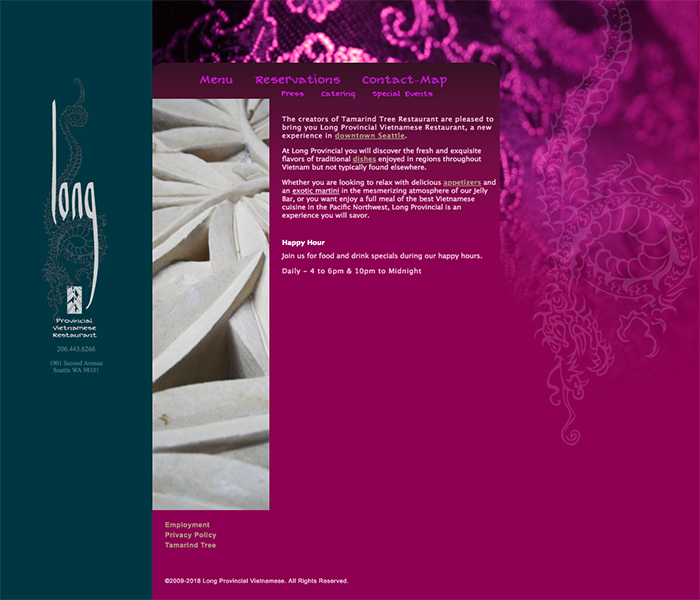 Menu Reservations Contact-Map
Press Catering Special Events
long
Provincial
Vietnamese
Restaurant
206.443.6266
1901 Second Avenue
Seattle WA 98101
The creators of Tamarind Tree Restaurant are pleased to
bring you Long Provincial Vietnamese Restaurant, a new
experience in downtown Seattle.
At Long Provincial you will discover the fresh and exquisite
flavors of traditional dishes enjoyed in regions throughout
Vietnam but not typically found elsewhere.
Whether you are looking to relax with delicious appetizers and
an exotic martini in the mesmerizing atmosphere of our Jelly
Bar, or you want enjoy a full meal of the best Vietnamese
cuisine in the Pacific Northwest, Long Provincial is an
experience you will savor.
Happy Hour
Join us for food and drink specials during our happy hours.
Daily - 4 to 6pm & 10pm to Midnight
Employment
Privacy Policy
Tamarind Tree
©2009-2018 Long Provincial Vietnamese. All Rights Reserved.